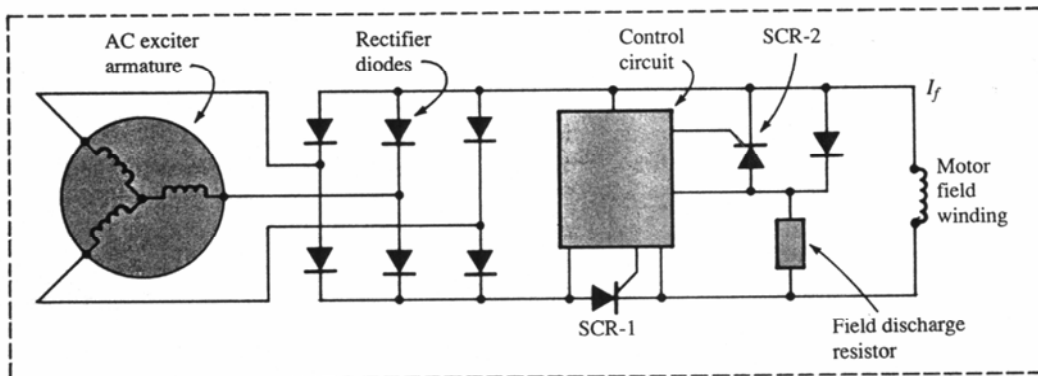 AC exciter
armature
Rectifier
diodes
Control
circuit
SCR-2
I_f
Motor
field
winding
SCR-1
Field discharge
resistor